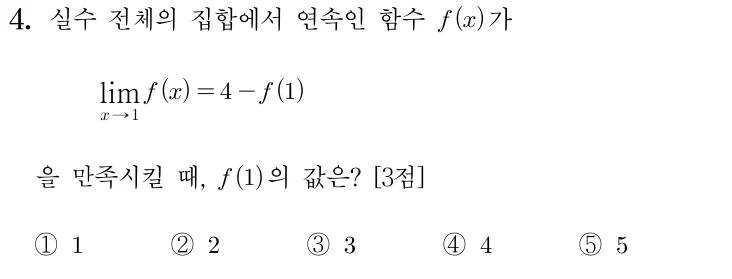 4. 실수 전체의 집합에서 연속인 함수 f(x)가
lim f(x) = 4 − f(1)
x→1
을 만족시킬 때, f(1)의 값은? [3점]
① 1 ② 2 ③ 3 ④ 4 ⑤ 5